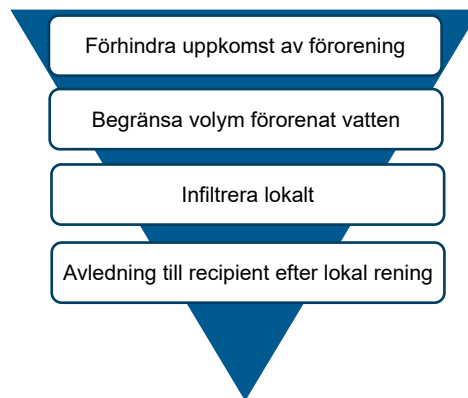 Förhindra uppkomst av förorening
Begränsa volym förorenat vatten
Infiltrera lokalt
Avledning till recipient efter lokal rening